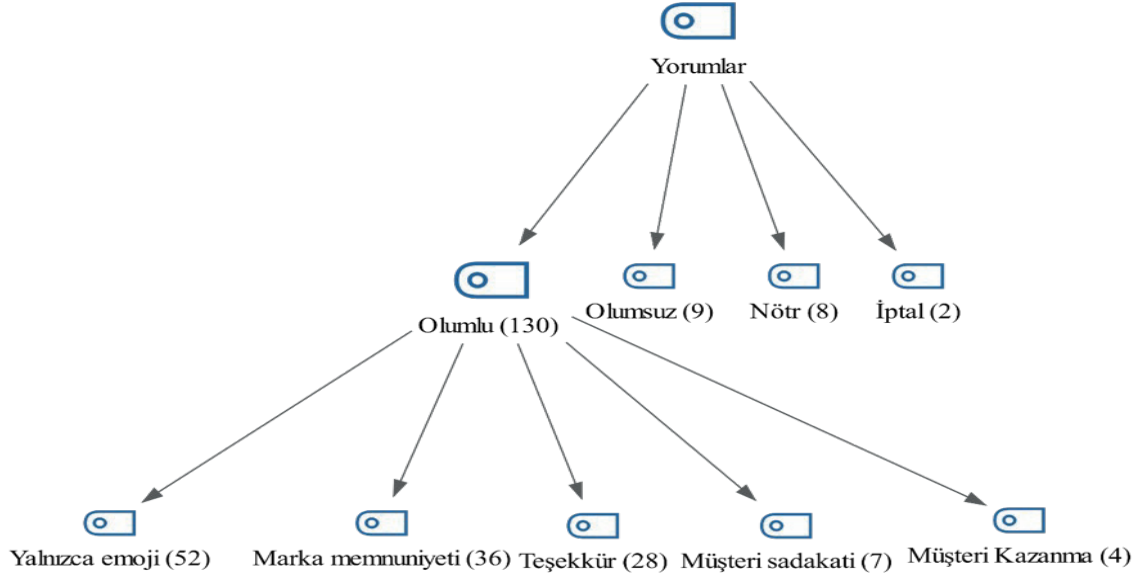 Yorumlar
Olumlu (130)
Olumsuz (9)
Nötr (8)
İptal (2)
Yalnızca emoji (52)
Marka memnuniyeti (36)
Teşekkür (28)
Müşteri sadakati (7)
Müşteri Kazanma (4)